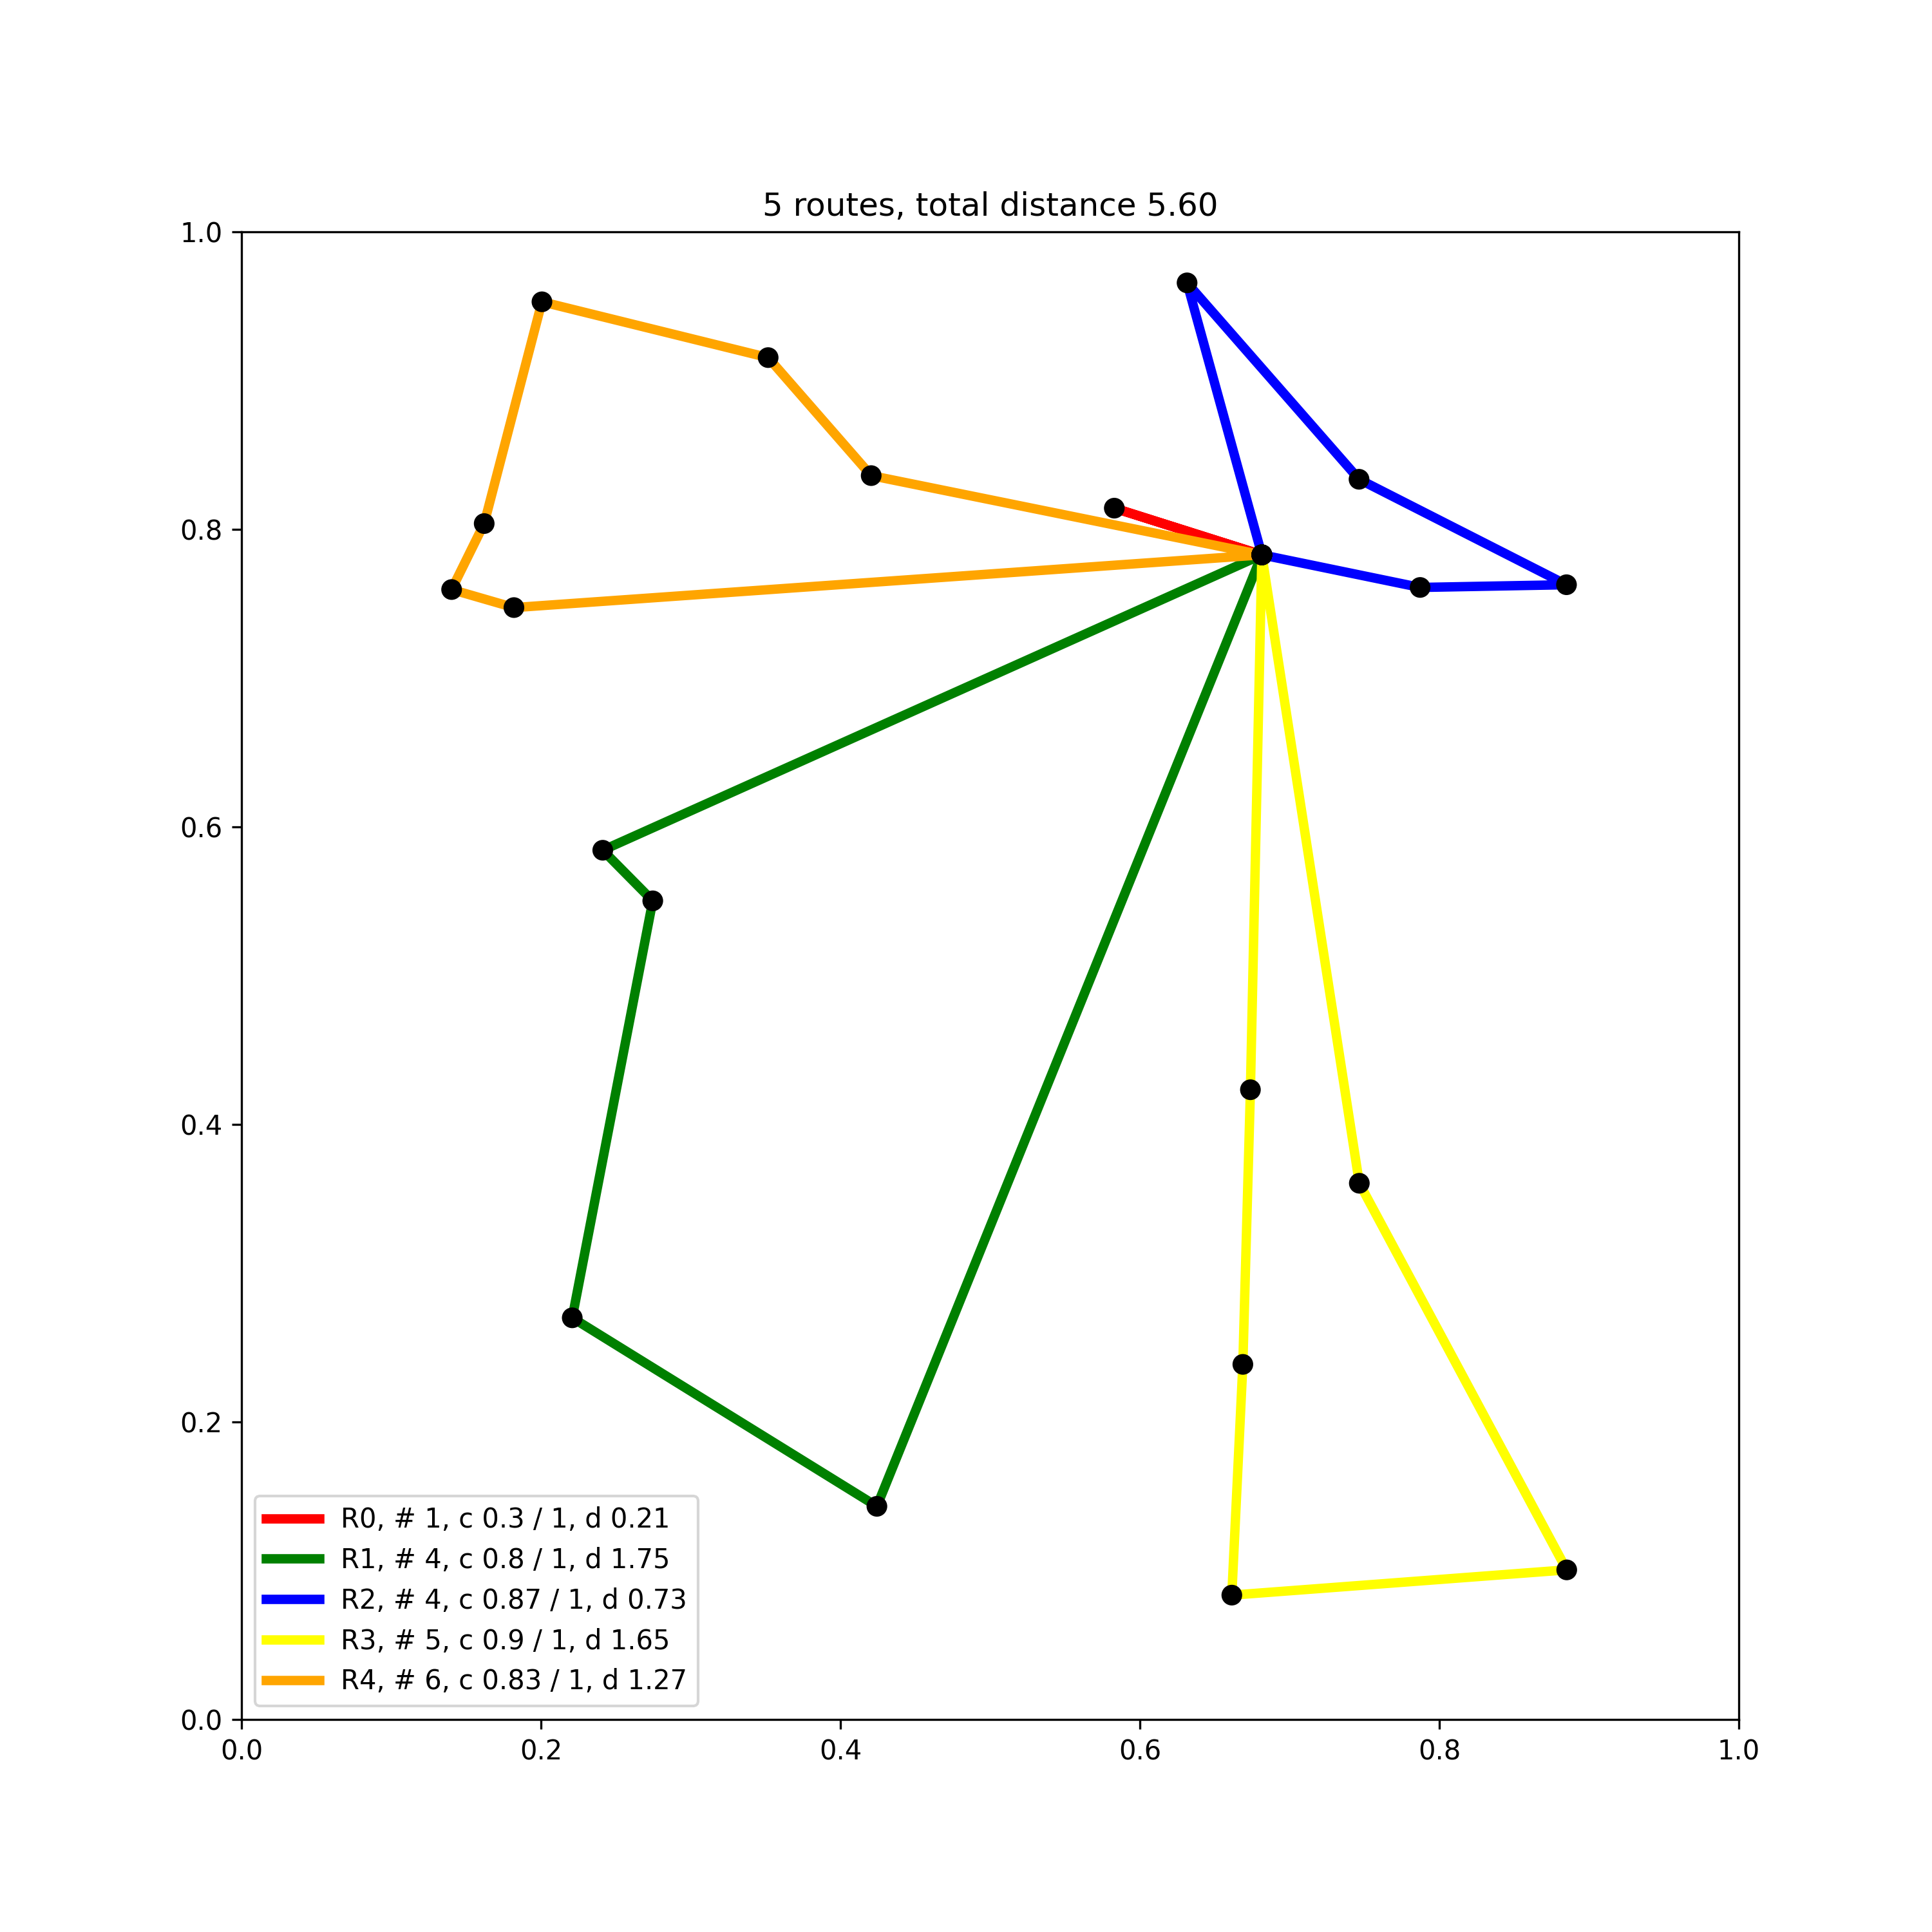 5 routes, total distance 5.60
1.0
0.8
0.6
0.4
0.2
0.0
R0, # 1, c 0.3 / 1, d 0.21
R1, # 4, c 0.8 / 1, d 1.75
R2, # 4, c 0.87 / 1, d 0.73
R3, # 5, c 0.9 / 1, d 1.65
R4, # 6, c 0.83 / 1, d 1.27
0.0 0.2 0.4 0.6 0.8 1.0